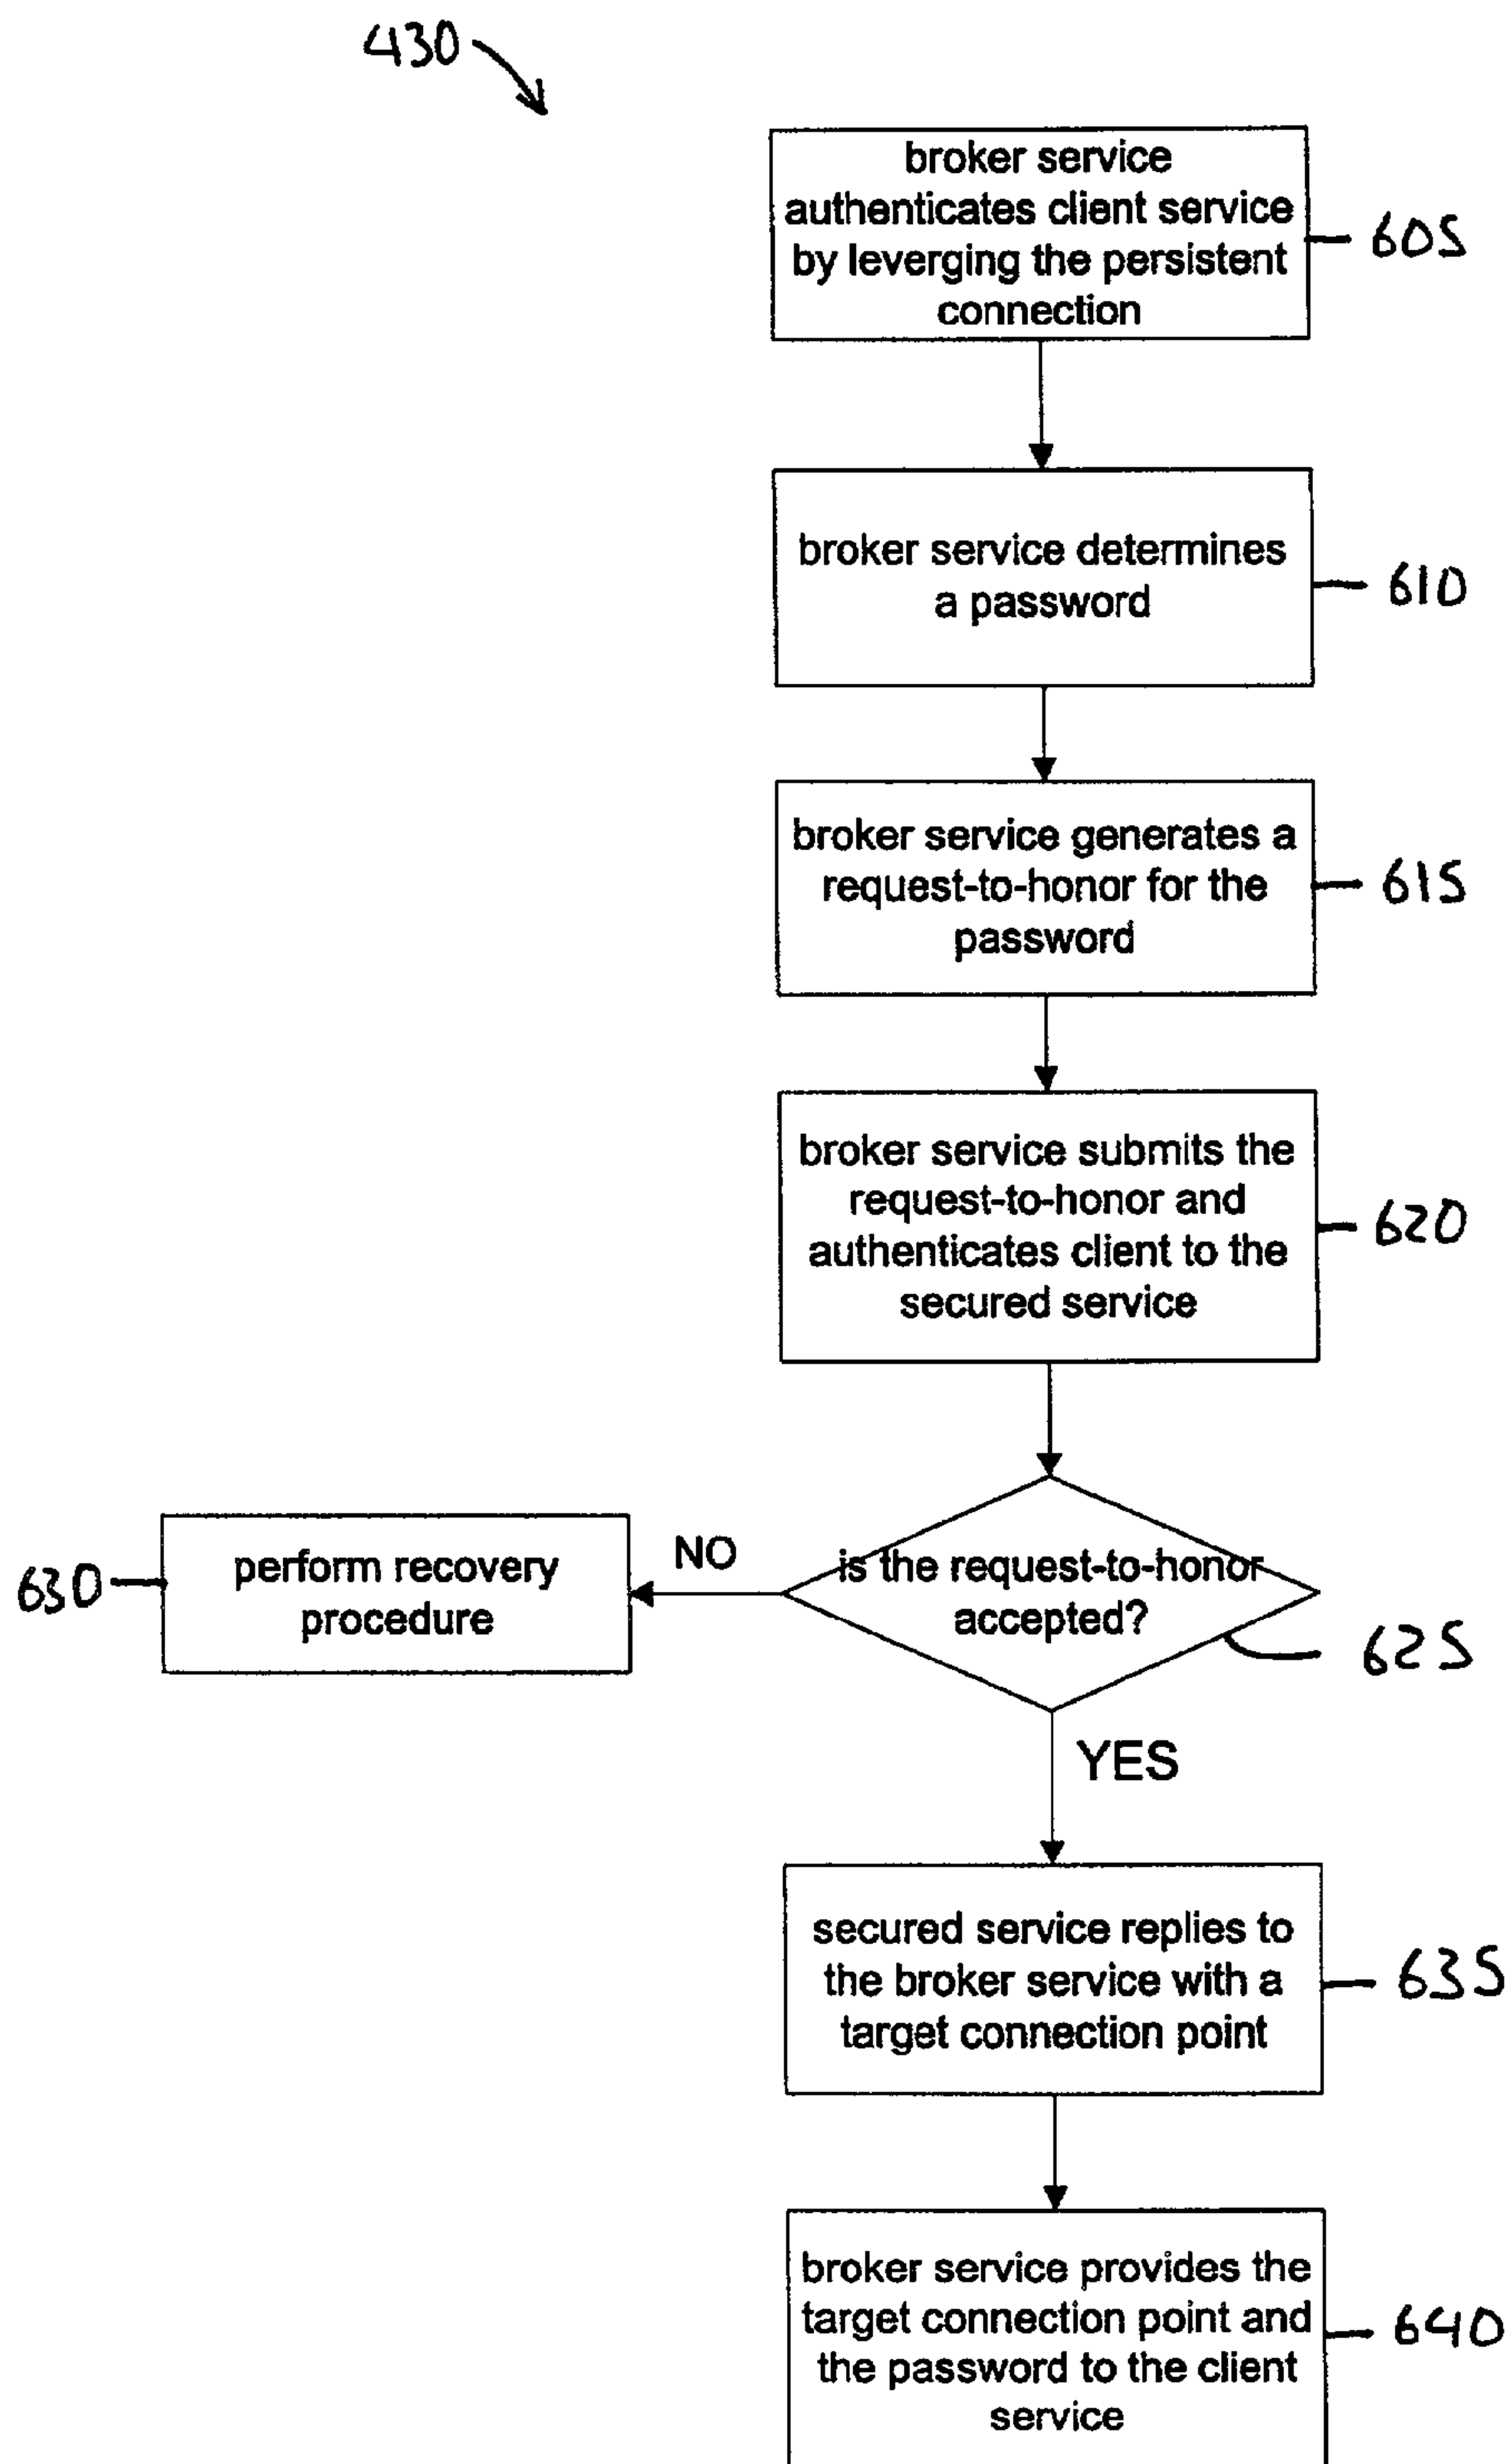 430
broker service
authenticates client service
by leverging the persistent
connection
605
broker service determines
a password
610
broker service generates a
request-to-honor for the
password
615
broker service submits the
request-to-honor and
authenticates client to the
secured service
620
is the request-to-honor
accepted?
625
NO
perform recovery
procedure
630
YES
secured service replies to
the broker service with a
target connection point
635
broker service provides the
target connection point and
the password to the client
service
640